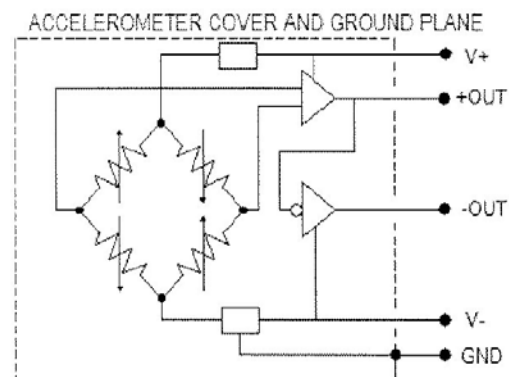 ACCELEROMETER COVER AND GROUND PLANE
V+
+OUT
-OUT
V-
GND